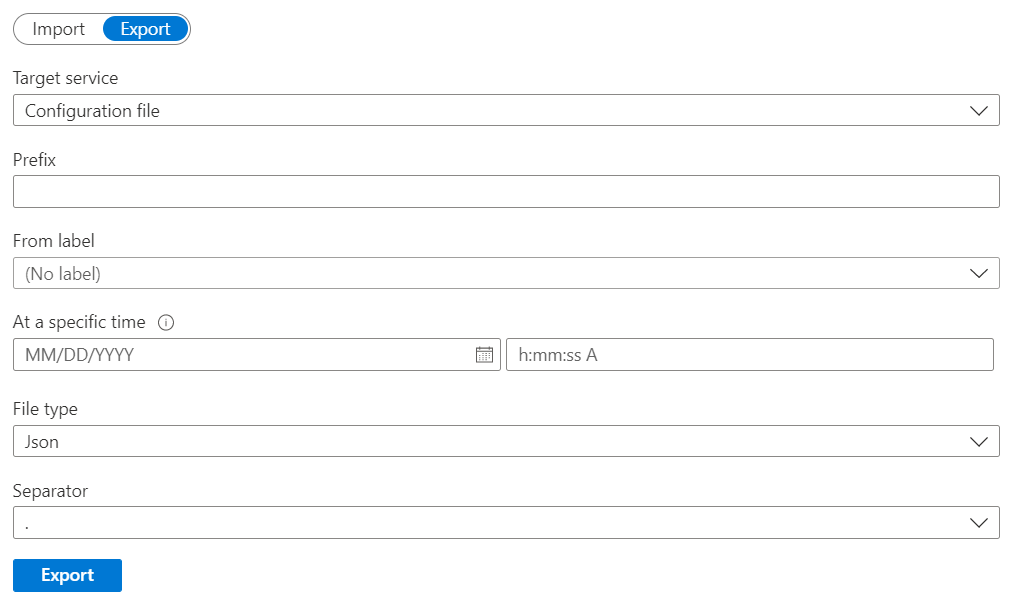 Import Export
Target service
Configuration file
Prefix
From label
(No label)
At a specific time
MM/DD/YYYY h:mm:ss A
File type
Json
Separator
.
Export